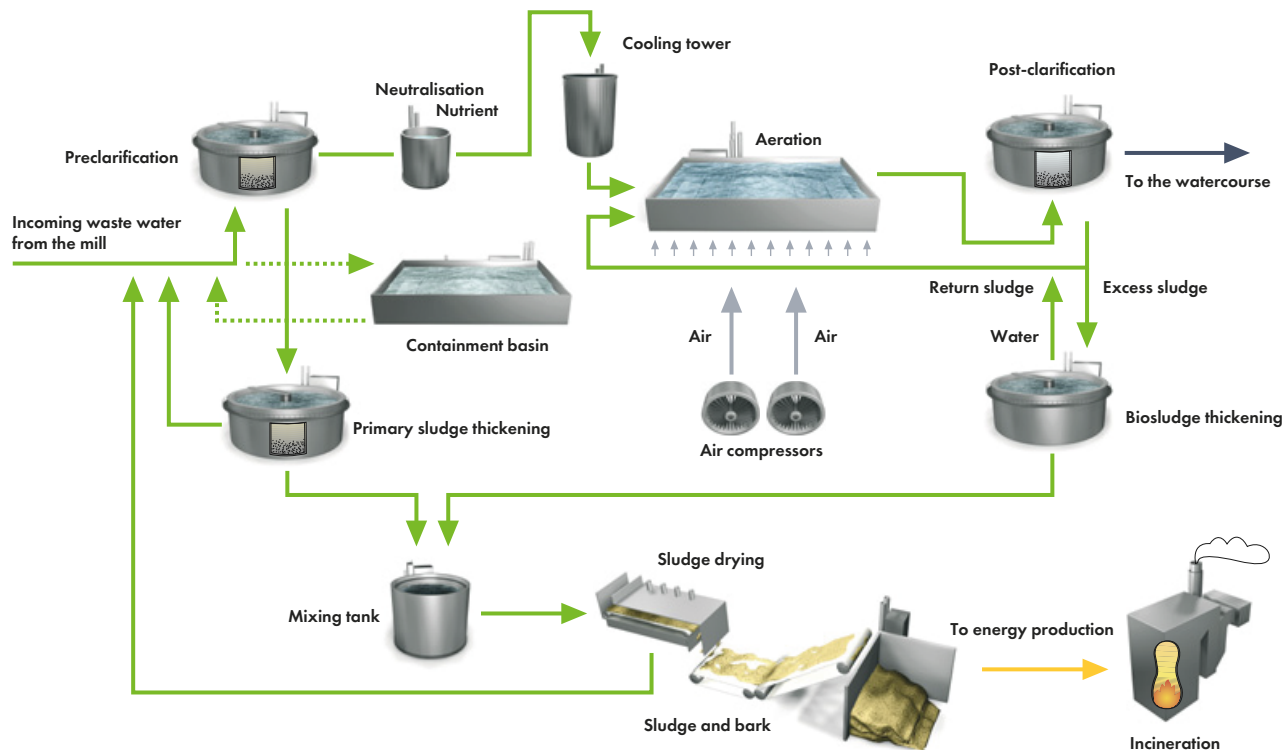 Cooling tower
Post-clarification
Neutralisation
Nutrient
Preclarification
Aeration
To the watercourse
Incoming waste water
from the mill
Return sludge
Excess sludge
Containment basin
Air
Air
Water
Primary sludge thickening
Air compressors
Biosludge thickening
Sludge drying
Mixing tank
To energy production
Sludge and bark
Incineration